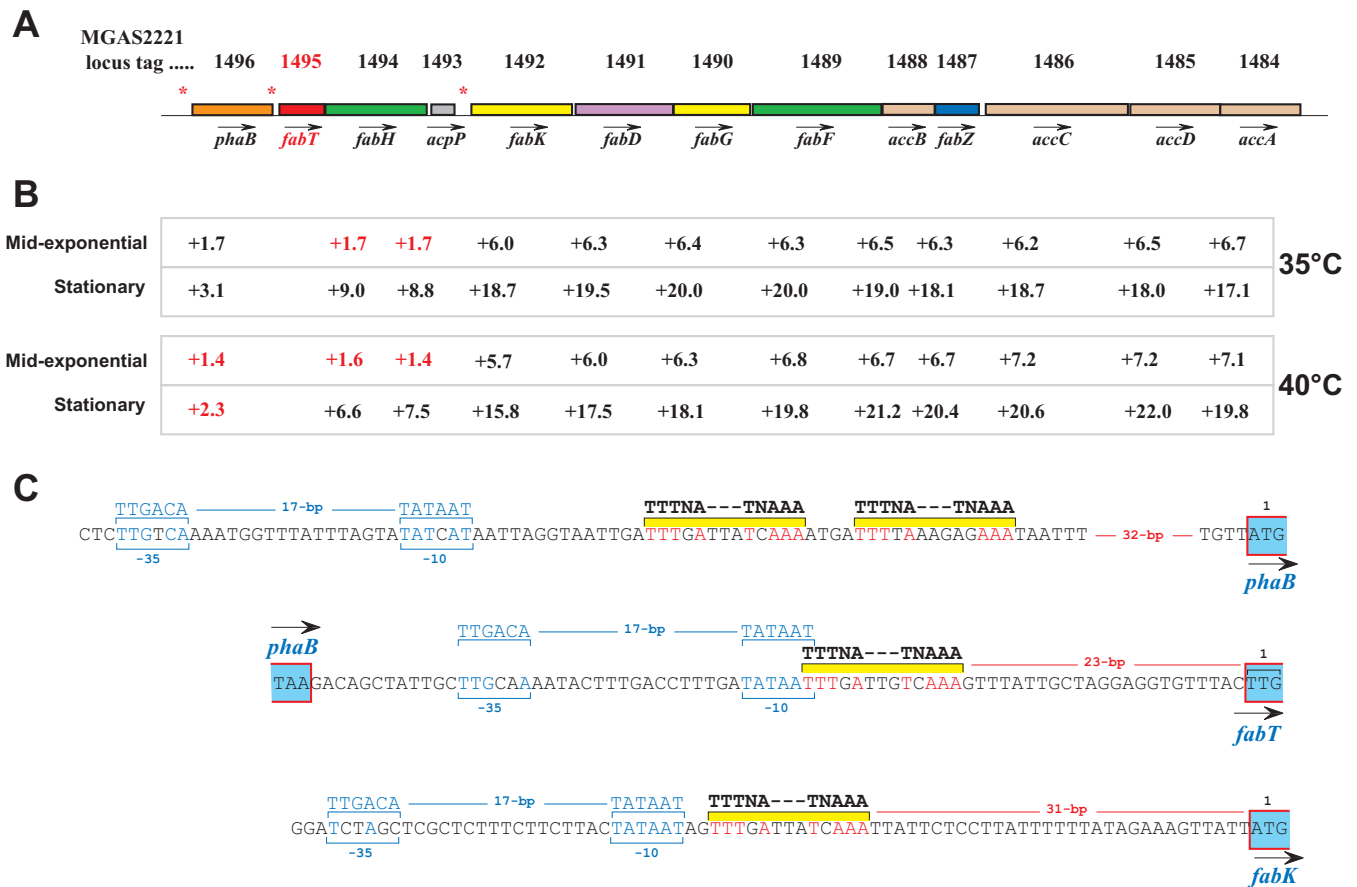 A
MGAS2221
locus tag ..... 1496 1495 1494 1493 1492 1491 1490 1489 1488 1487 1486 1485 1484
* * *
phaB fabT fabH acpP fabK fabD fabG fabF accB fabZ accC accD accA
B
Mid-exponential +1.7 +1.7 +1.7 +6.0 +6.3 +6.4 +6.3 +6.5 +6.3 +6.2 +6.5 +6.7
35°C
Stationary +3.1 +9.0 +8.8 +18.7 +19.5 +20.0 +20.0 +19.0 +18.1 +18.7 +18.0 +17.1
Mid-exponential +1.4 +1.6 +1.4 +5.7 +6.0 +6.3 +6.8 +6.7 +6.7 +7.2 +7.2 +7.1
40°C
Stationary +2.3 +6.6 +7.5 +15.8 +17.5 +18.1 +19.8 +21.2 +20.4 +20.6 +22.0 +19.8
C
TTGACA 17-bp TATAAT TTTNA---TNAAA TTTNA---TNAAA 1
CTCTTGTCAAAATGGTTTATTTAGTATATCATAATTAGGTAATTGATTTGATTATCAAAATGATTTTAAAGAGAAATAATTT 32-bp TGTTATG
-35 -10
phaB
phaB TTGACA 17-bp TATAAT
TTTNA---TNAAA 23-bp 1
TAAGACAGCTATTGCTTGCAAAATACTTTGACCTTTGATATAATTTGATTGTCAAAGTTTATTGCTAGGAGGTGTTTACTTG
-35 -10
fabT
TTGACA 17-bp TATAAT TTTNA---TNAAA 31-bp 1
GGATCTAGCTCGCTCTTTCTTCTTACTATAATAGTTTGATTATCAAATTATTCTCCTTATTTTTTATAGAAAGTTATTATG
-35 -10
fabK